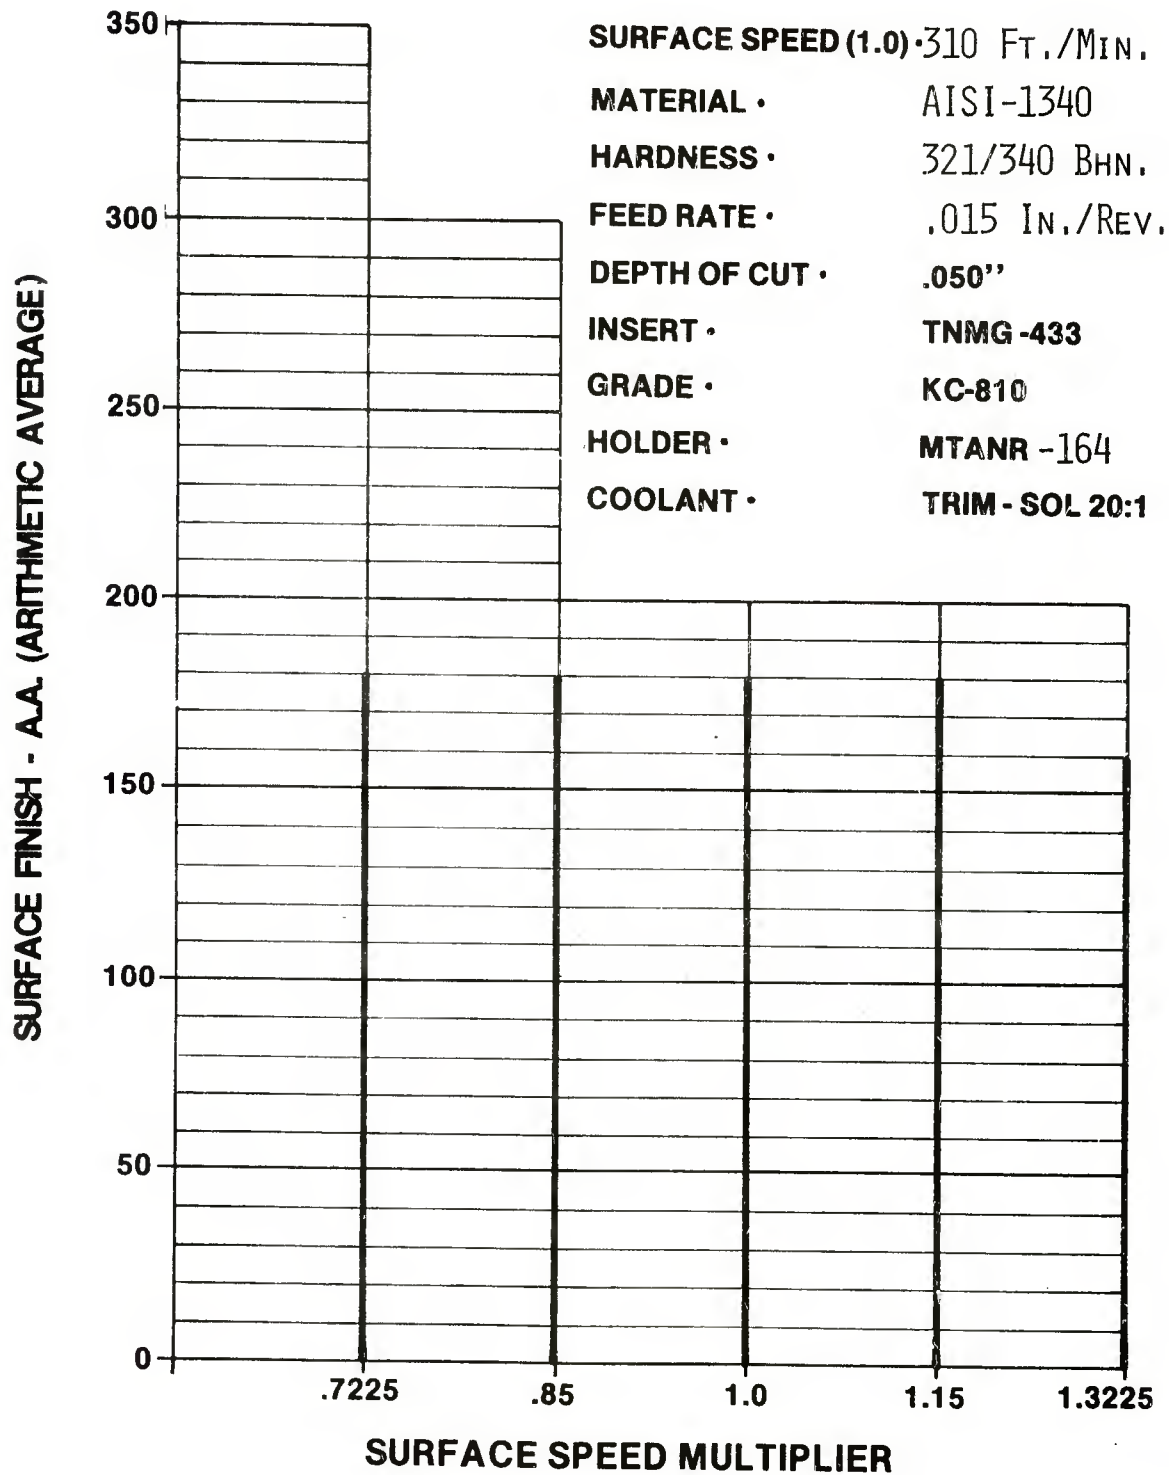 SURFACE SPEED (1.0) · 310 FT./MIN.
MATERIAL · AISI-1340
HARDNESS · 321/340 BHN.
FEED RATE · .015 IN./REV.
DEPTH OF CUT · .050"
INSERT · TNMG-433
GRADE · KC-810
HOLDER · MTANR -164
COOLANT · TRIM - SOL 20:1
SURFACE FINISH - A.A. (ARITHMETIC AVERAGE)
350
300
250
200
150
100
50
0
.7225 .85 1.0 1.15 1.3225
SURFACE SPEED MULTIPLIER